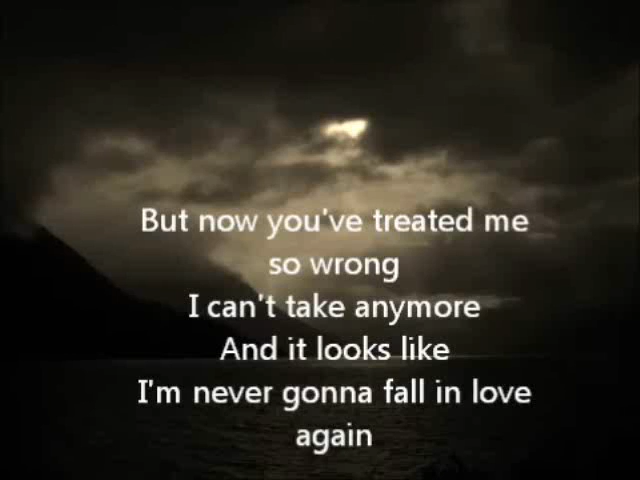 But now you've treated me
so wrong
I can't take anymore
And it looks like
I'm never gonna fall in love
again